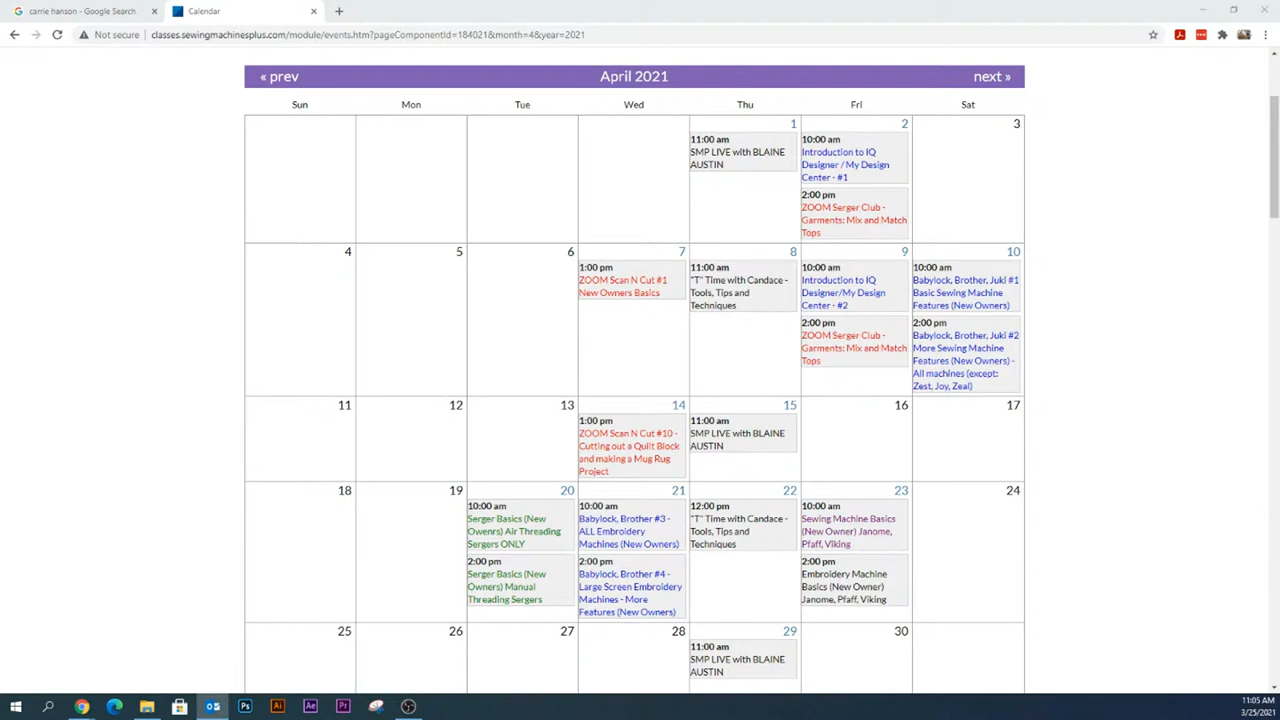 carrie hanson - Google Search
Calendar
Not secure
classes.sewingmachinesplus.com/module/events.htm?pageComponentId=184021&month=4&year=2021
« prev
April 2021
next »
Sun Mon Tue Wed Thu Fri Sat
1
11:00 am
SMP LIVE with BLAINE
AUSTIN
2
10:00 am
Introduction to IQ
Designer / My Design
Center - #1
2:00 pm
ZOOM Serger Club -
Garments: Mix and Match
Tops
3
4
5
6
7
1:00 pm
ZOOM Scan N Cut #1
New Owners Basics
8
11:00 am
"T" Time with Candace -
Tools, Tips and
Techniques
9
10:00 am
Introduction to IQ
Designer/My Design
Center - #2
2:00 pm
ZOOM Serger Club -
Garments: Mix and Match
Tops
10
10:00 am
Babylock, Brother, Juki #1
Basic Sewing Machine
Features (New Owners)
2:00 pm
Babylock, Brother, Juki #2
More Sewing Machine
Features (New Owners) -
All machines (except:
Zest, Joy, Zeal)
11
12
13
14
1:00 pm
ZOOM Scan N Cut #10 -
Cutting out a Quilt Block
and making a Mug Rug
Project
15
11:00 am
SMP LIVE with BLAINE
AUSTIN
16
17
18
19
20
10:00 am
Serger Basics (New
Owenrs) Air Threading
Sergers ONLY
2:00 pm
Serger Basics (New
Owners) Manual
Threading Sergers
21
10:00 am
Babylock, Brother #3 -
ALL Embroidery
Machines (New Owners)
2:00 pm
Babylock, Brother #4 -
Large Screen Embroidery
Machines - More
Features (New Owners)
22
12:00 pm
"T" Time with Candace -
Tools, Tips and
Techniques
23
10:00 am
Sewing Machine Basics
(New Owner) Janome,
Pfaff, Viking
2:00 pm
Embroidery Machine
Basics (New Owner)
Janome, Pfaff, Viking
24
25
26
27
28
29
11:00 am
SMP LIVE with BLAINE
AUSTIN
30
Ps
Ai
Ae
Pr
11:05 AM
3/25/2021